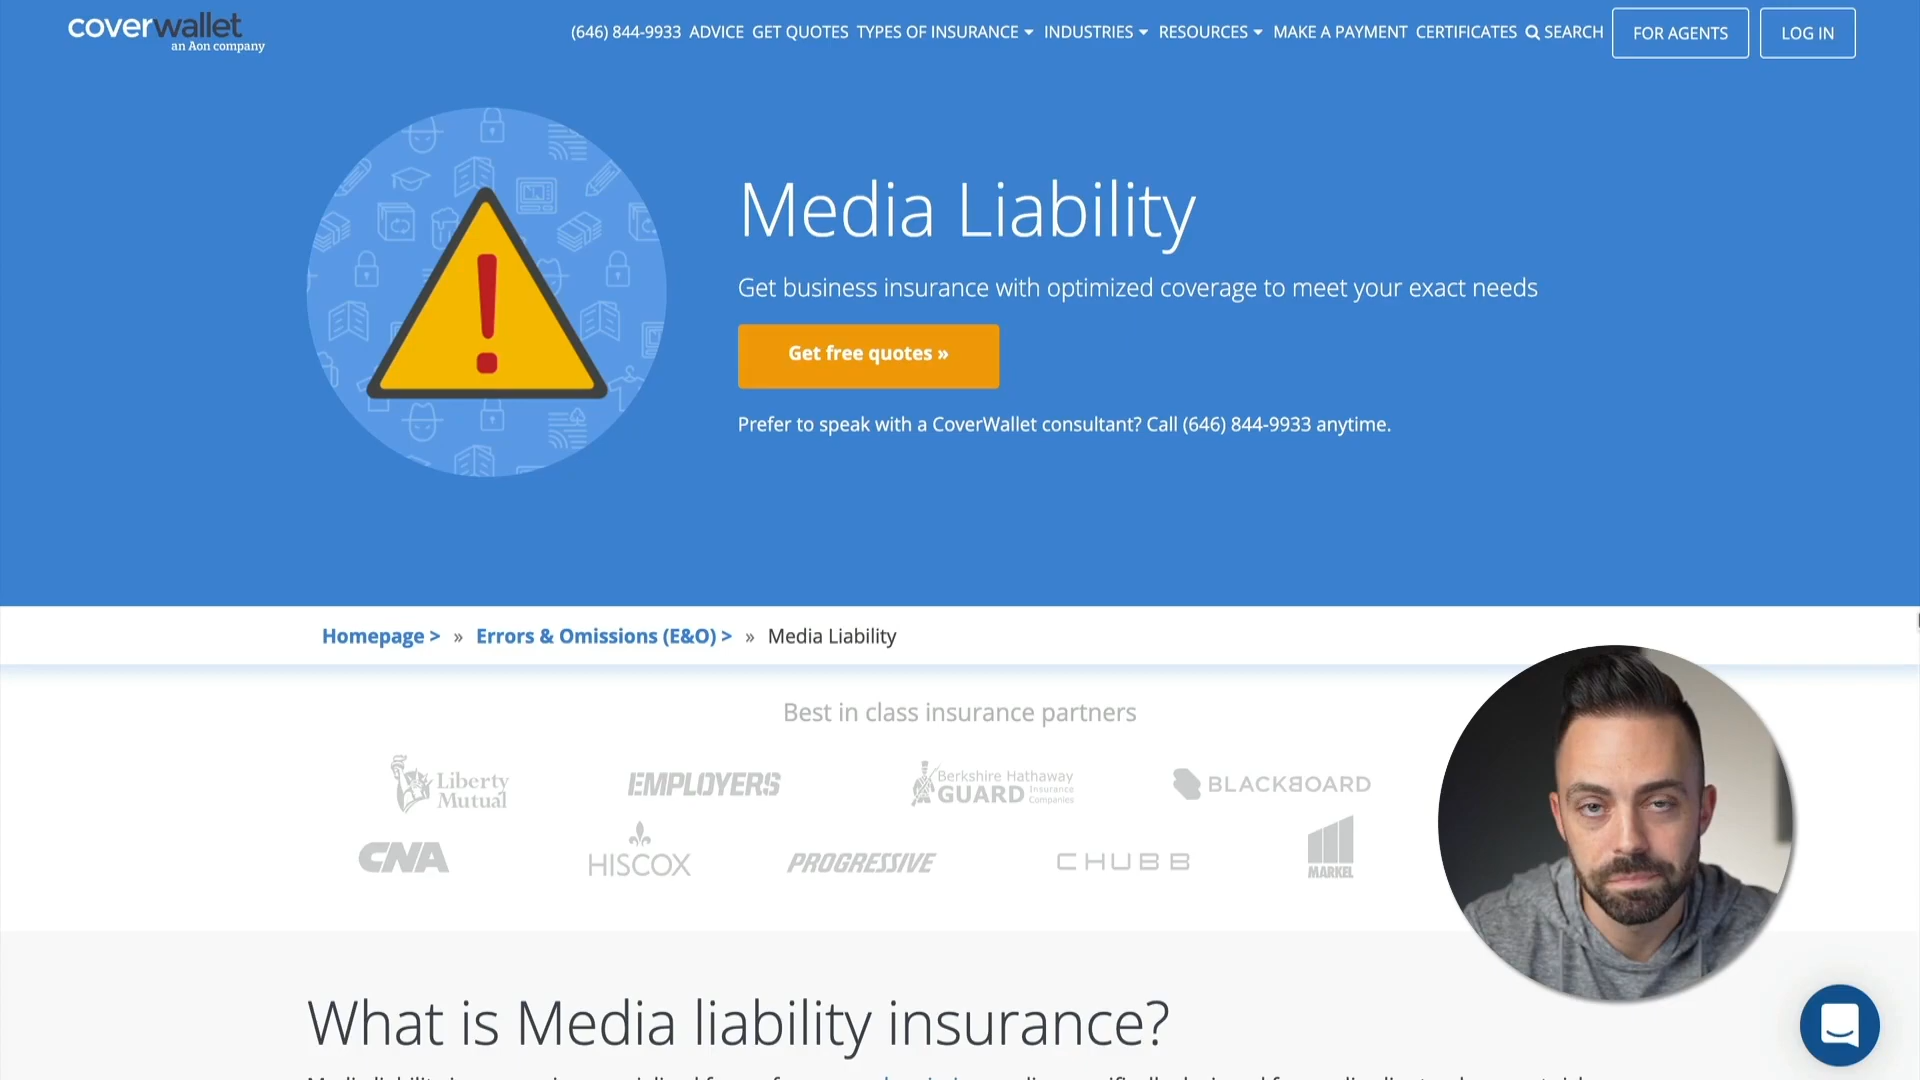 coverwallet
an Aon company
(646) 844-9933 ADVICE GET QUOTES TYPES OF INSURANCE INDUSTRIES RESOURCES MAKE A PAYMENT CERTIFICATES SEARCH FOR AGENTS LOG IN
Media Liability
Get business insurance with optimized coverage to meet your exact needs
Get free quotes »
Prefer to speak with a CoverWallet consultant? Call (646) 844-9933 anytime.
Homepage > » Errors & Omissions (E&O) > » Media Liability
Best in class insurance partners
Liberty Mutual
EMPLOYERS
Berkshire Hathaway
GUARD Insurance Companies
BLACKBOARD
CNA
HISCOX
PROGRESSIVE
CHUBB
MARKEL
What is Media liability insurance?